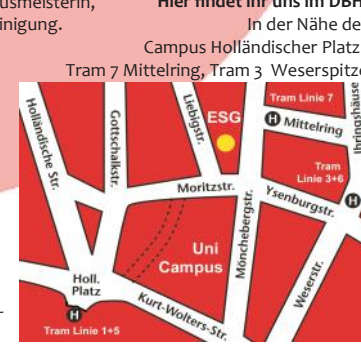 usmeisterin,
inigung.
Hier findet ihr uns im DBH
In der Nähe de
Campus Holländischer Platz
Tram 7 Mittelring, Tram 3 Weserspitze
Holländische Str.
Gottschalkstr.
Liebigstr.
ESG
Tram Linie 7
H Mittelring
Ihringshäuse
Tram
Linie 3+6
H
Moritzstr.
Ysenburgstr.
Mönchebergstr.
Uni
Campus
Weserstr.
Holl.
Platz
H
Kurt-Wolters-Str.
Tram Linie 1+5